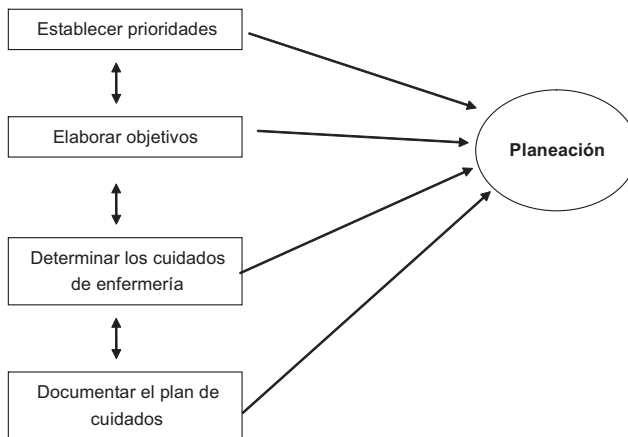 Establecer prioridades
Elaborar objetivos
Planeación
Determinar los cuidados
de enfermería
Documentar el plan de
cuidados